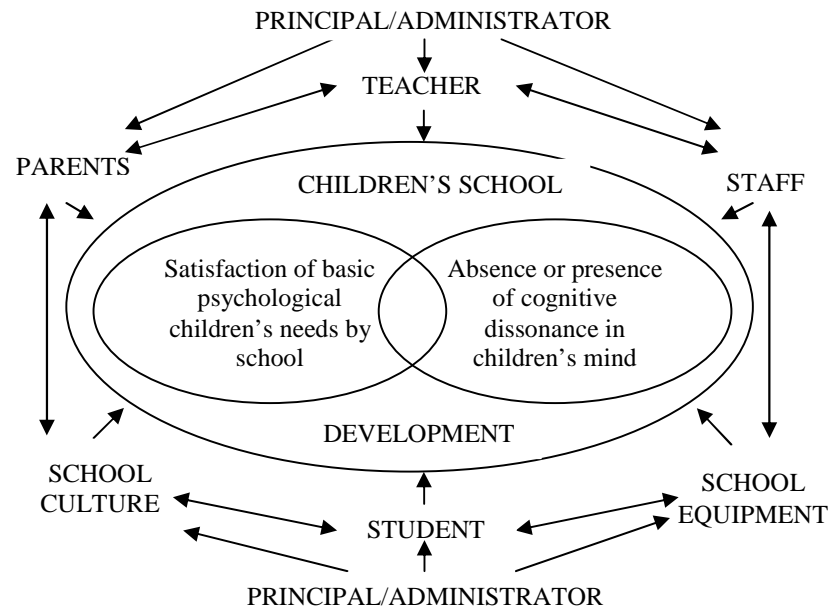 PRINCIPAL/ADMINISTRATOR
TEACHER
PARENTS
STAFF
CHILDREN'S SCHOOL
Satisfaction of basic
psychological
children's needs by
school
Absence or presence
of cognitive
dissonance in
children's mind
DEVELOPMENT
SCHOOL
CULTURE
SCHOOL
EQUIPMENT
STUDENT
PRINCIPAL/ADMINISTRATOR